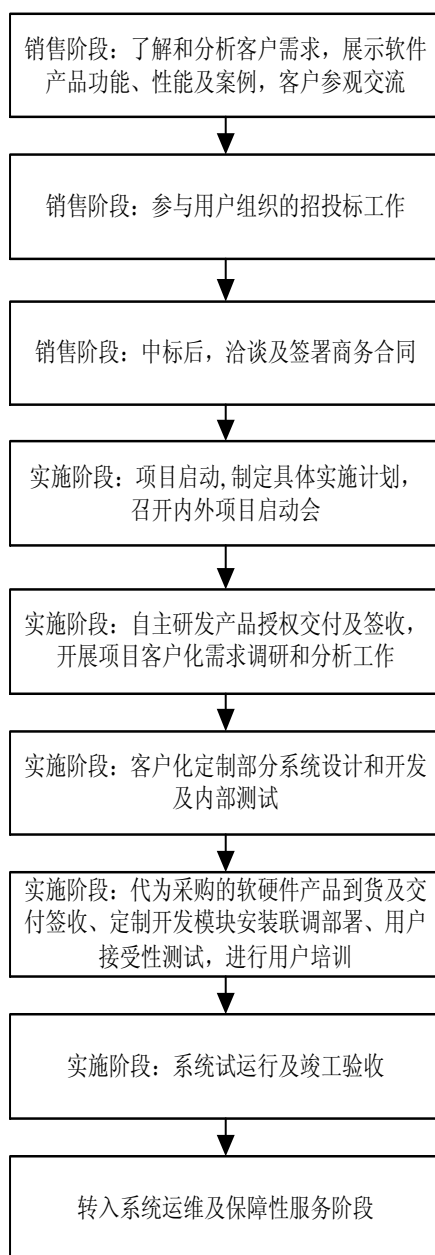 销售阶段：了解和分析客户需求，展示软件
产品功能、性能及案例，客户参观交流
销售阶段：参与用户组织的招投标工作
销售阶段：中标后，洽谈及签署商务合同
实施阶段：项目启动,制定具体实施计划，
召开内外项目启动会
实施阶段：自主研发产品授权交付及签收，
开展项目客户化需求调研和分析工作
实施阶段：客户化定制部分系统设计和开发
及内部测试
实施阶段：代为采购的软硬件产品到货及交
付签收、定制开发模块安装联调部署、用户
接受性测试，进行用户培训
实施阶段：系统试运行及竣工验收
转入系统运维及保障性服务阶段